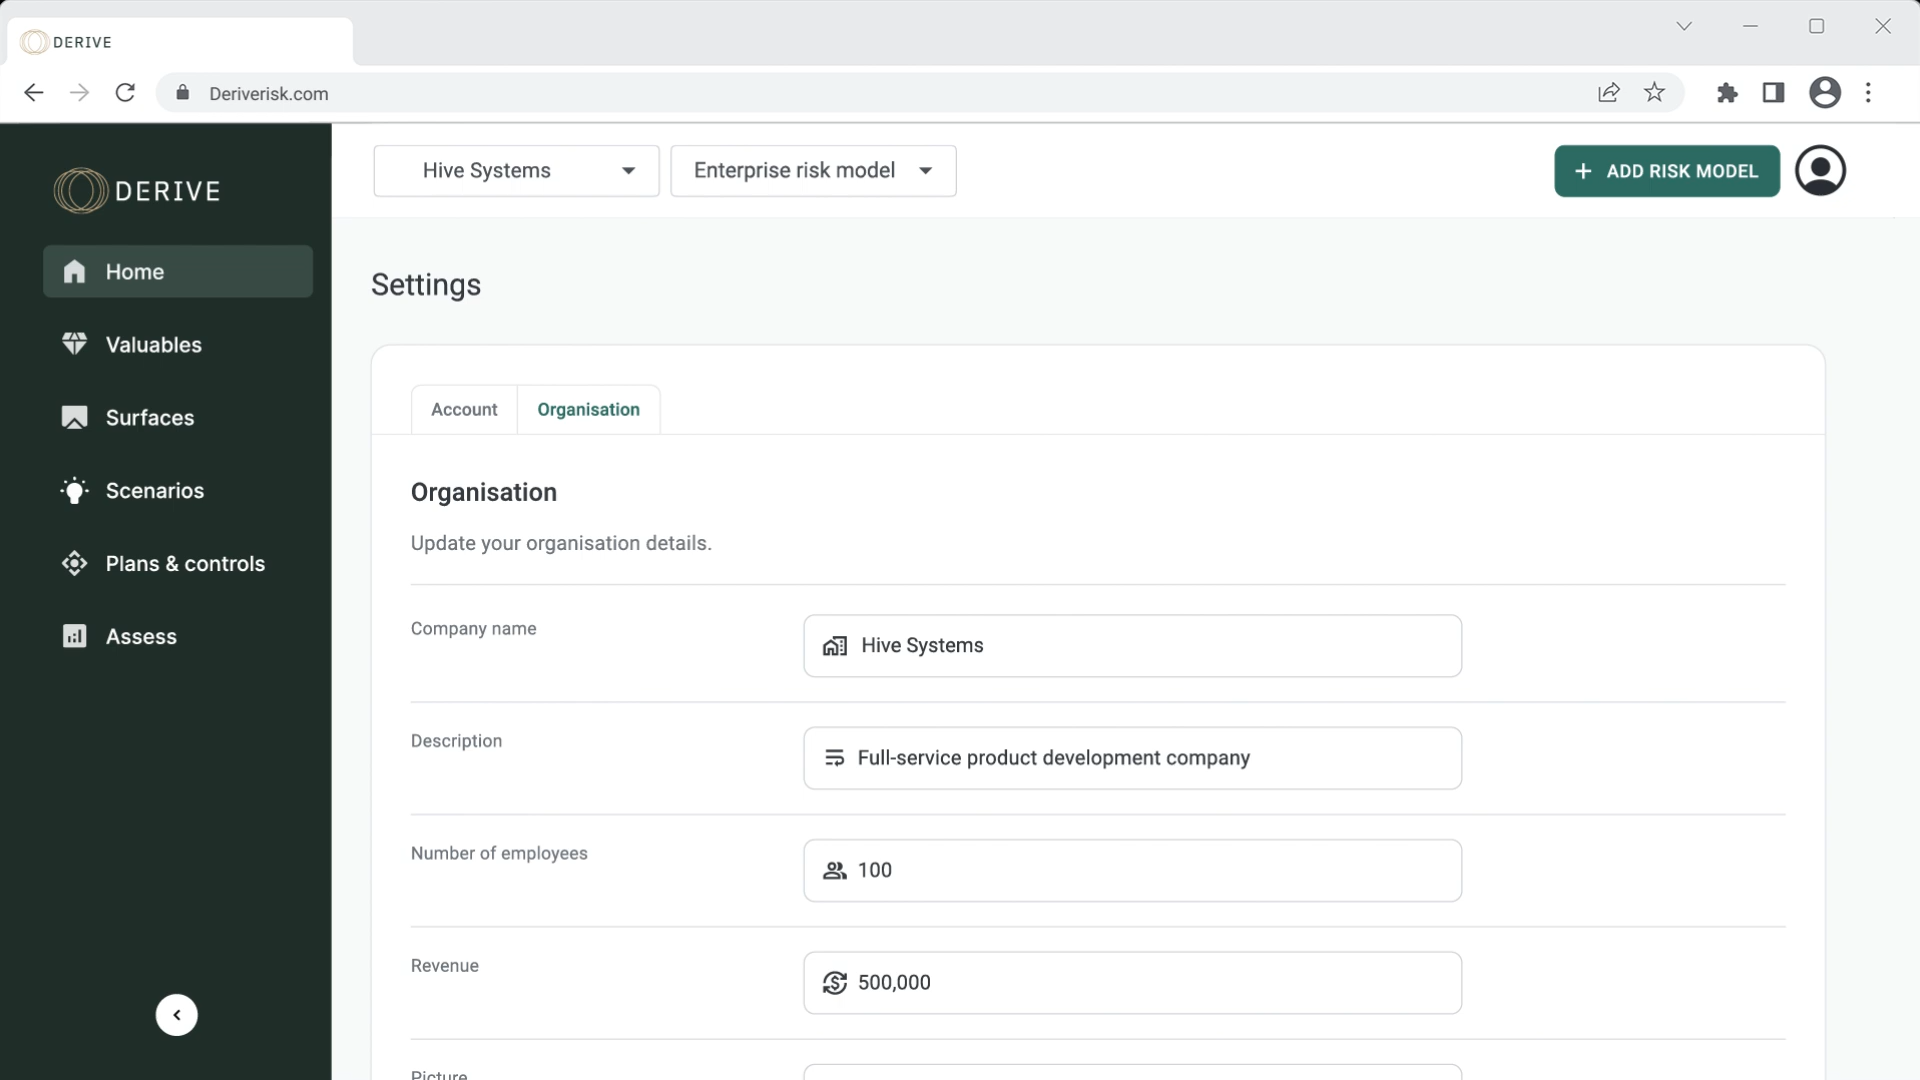 DERIVE
Deriverisk.com
DERIVE
Hive Systems
Enterprise risk model
+ ADD RISK MODEL
Home
Valuables
Surfaces
Scenarios
Plans & controls
Assess
Settings
Account
Organisation
Organisation
Update your organisation details.
Company name
Hive Systems
Description
Full-service product development company
Number of employees
100
Revenue
500,000
Picture